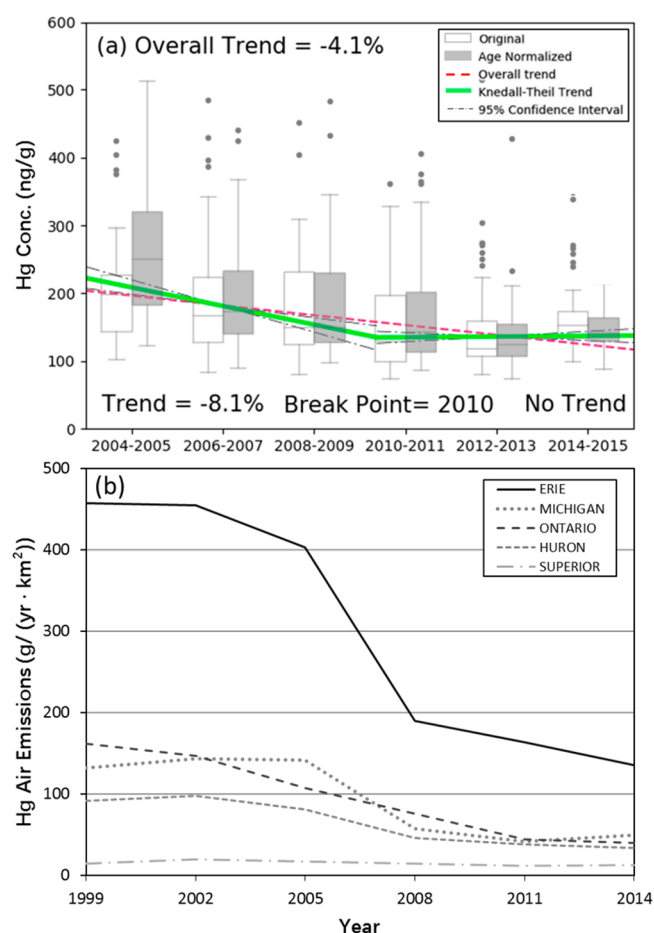 (a) Overall Trend = -4.1%
Original
Age Normalized
Overall trend
Knedall-Theil Trend
95% Confidence Interval
Hg Conc. (ng/g)
600
500
400
300
200
100
0
Trend = -8.1%
Break Point= 2010
No Trend
2004-2005
2006-2007
2008-2009
2010-2011
2012-2013
2014-2015
(b)
ERIE
MICHIGAN
ONTARIO
HURON
SUPERIOR
Hg Air Emissions (g/ (yr · km²))
500
400
300
200
100
0
1999
2002
2005
2008
2011
2014
Year